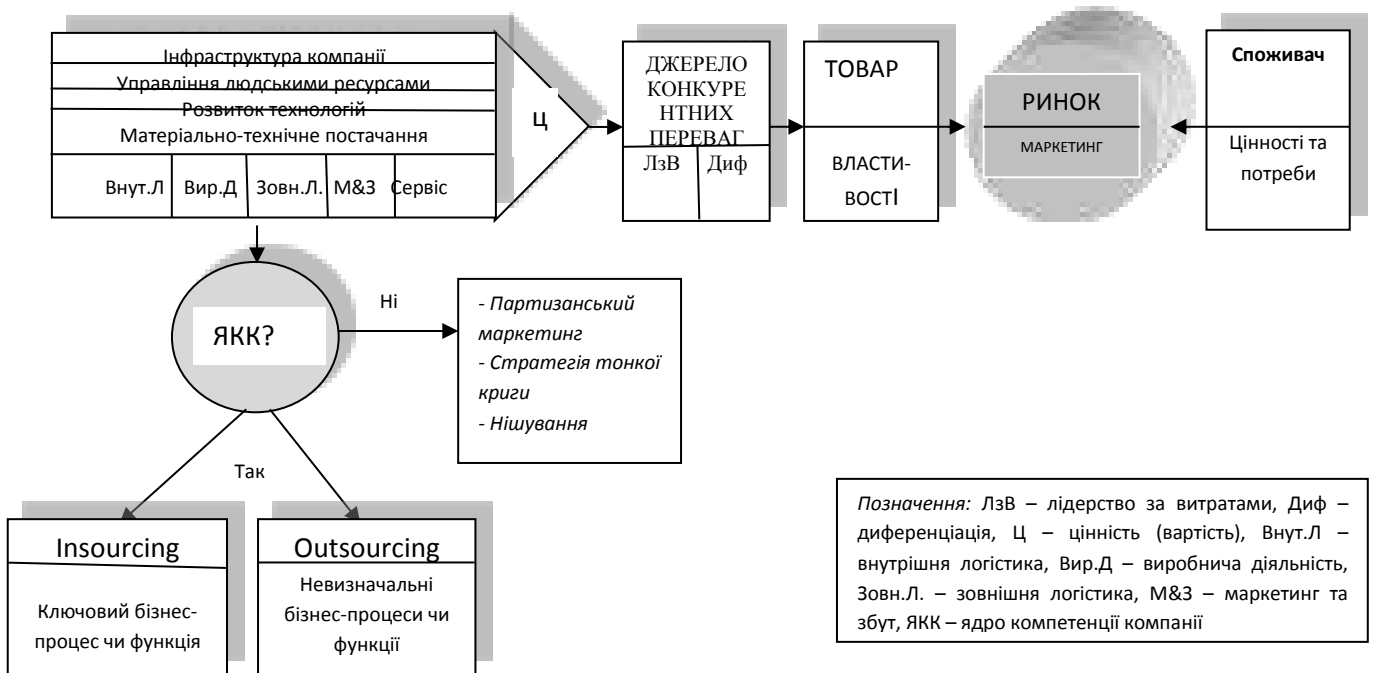 Інфраструктура компанії
Управління людськими ресурсами
Розвиток технологій
Матеріально-технічне постачання
Внут.Л Вир.Д Зовн.Л. М&З Сервіс
Ц
ДЖЕРЕЛО
КОНКУРЕ
НТНИХ
ПЕРЕВАГ
ЛзВ Диф
ТОВАР
ВЛАСТИ-
ВОСТІ
РИНОК
МАРКЕТИНГ
Споживач
Цінності та
потреби
ЯКК?
Ні
- Партизанський
маркетинг
- Стратегія тонкої
криги
- Нішування
Так
Insourcing
Ключовий бізнес-
процес чи функція
Outsourcing
Невизначальні
бізнес-процеси чи
функції
Позначення: ЛзВ – лідерство за витратами, Диф –
диференціація, Ц – цінність (вартість), Внут.Л –
внутрішня логістика, Вир.Д – виробнича діяльність,
Зовн.Л. – зовнішня логістика, М&З – маркетинг та
збут, ЯКК – ядро компетенції компанії